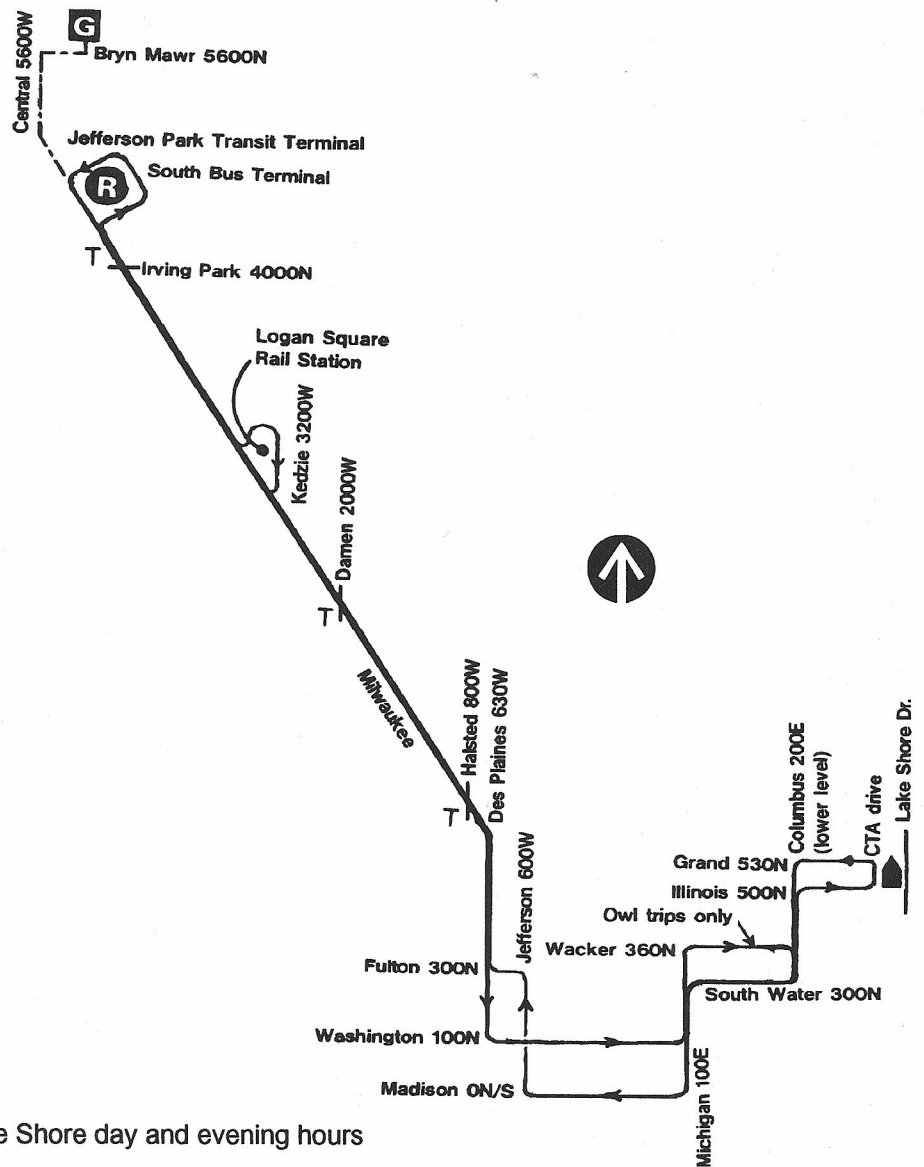 G
Bryn Mawr 5600N
Central 5600W
Jefferson Park Transit Terminal
South Bus Terminal
R
T
Irving Park 4000N
Logan Square
Rail Station
Kedzie 3200W
Damen 2000W
T
Milwaukee
Halsted 800W
Des Plaines 630W
T
Columbus 200E
(lower level)
CTA drive
Lake Shore Dr.
Grand 530N
Illinois 500N
Owl trips only
Jefferson 600W
Wacker 360N
Fulton 300N
South Water 300N
Washington 100N
Madison 0N/S
Michigan 100E
e Shore day and evening hours